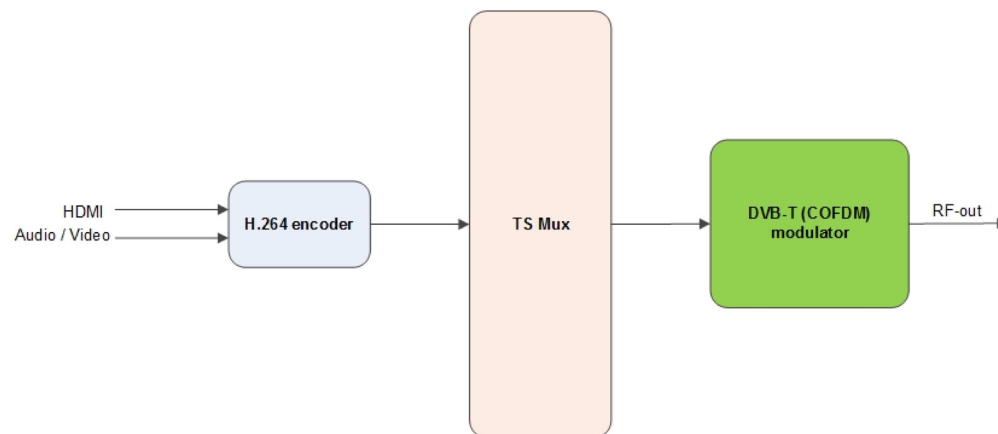 HDMI
Audio / Video
H.264 encoder
TS Mux
DVB-T (COFDM)
modulator
RF-out